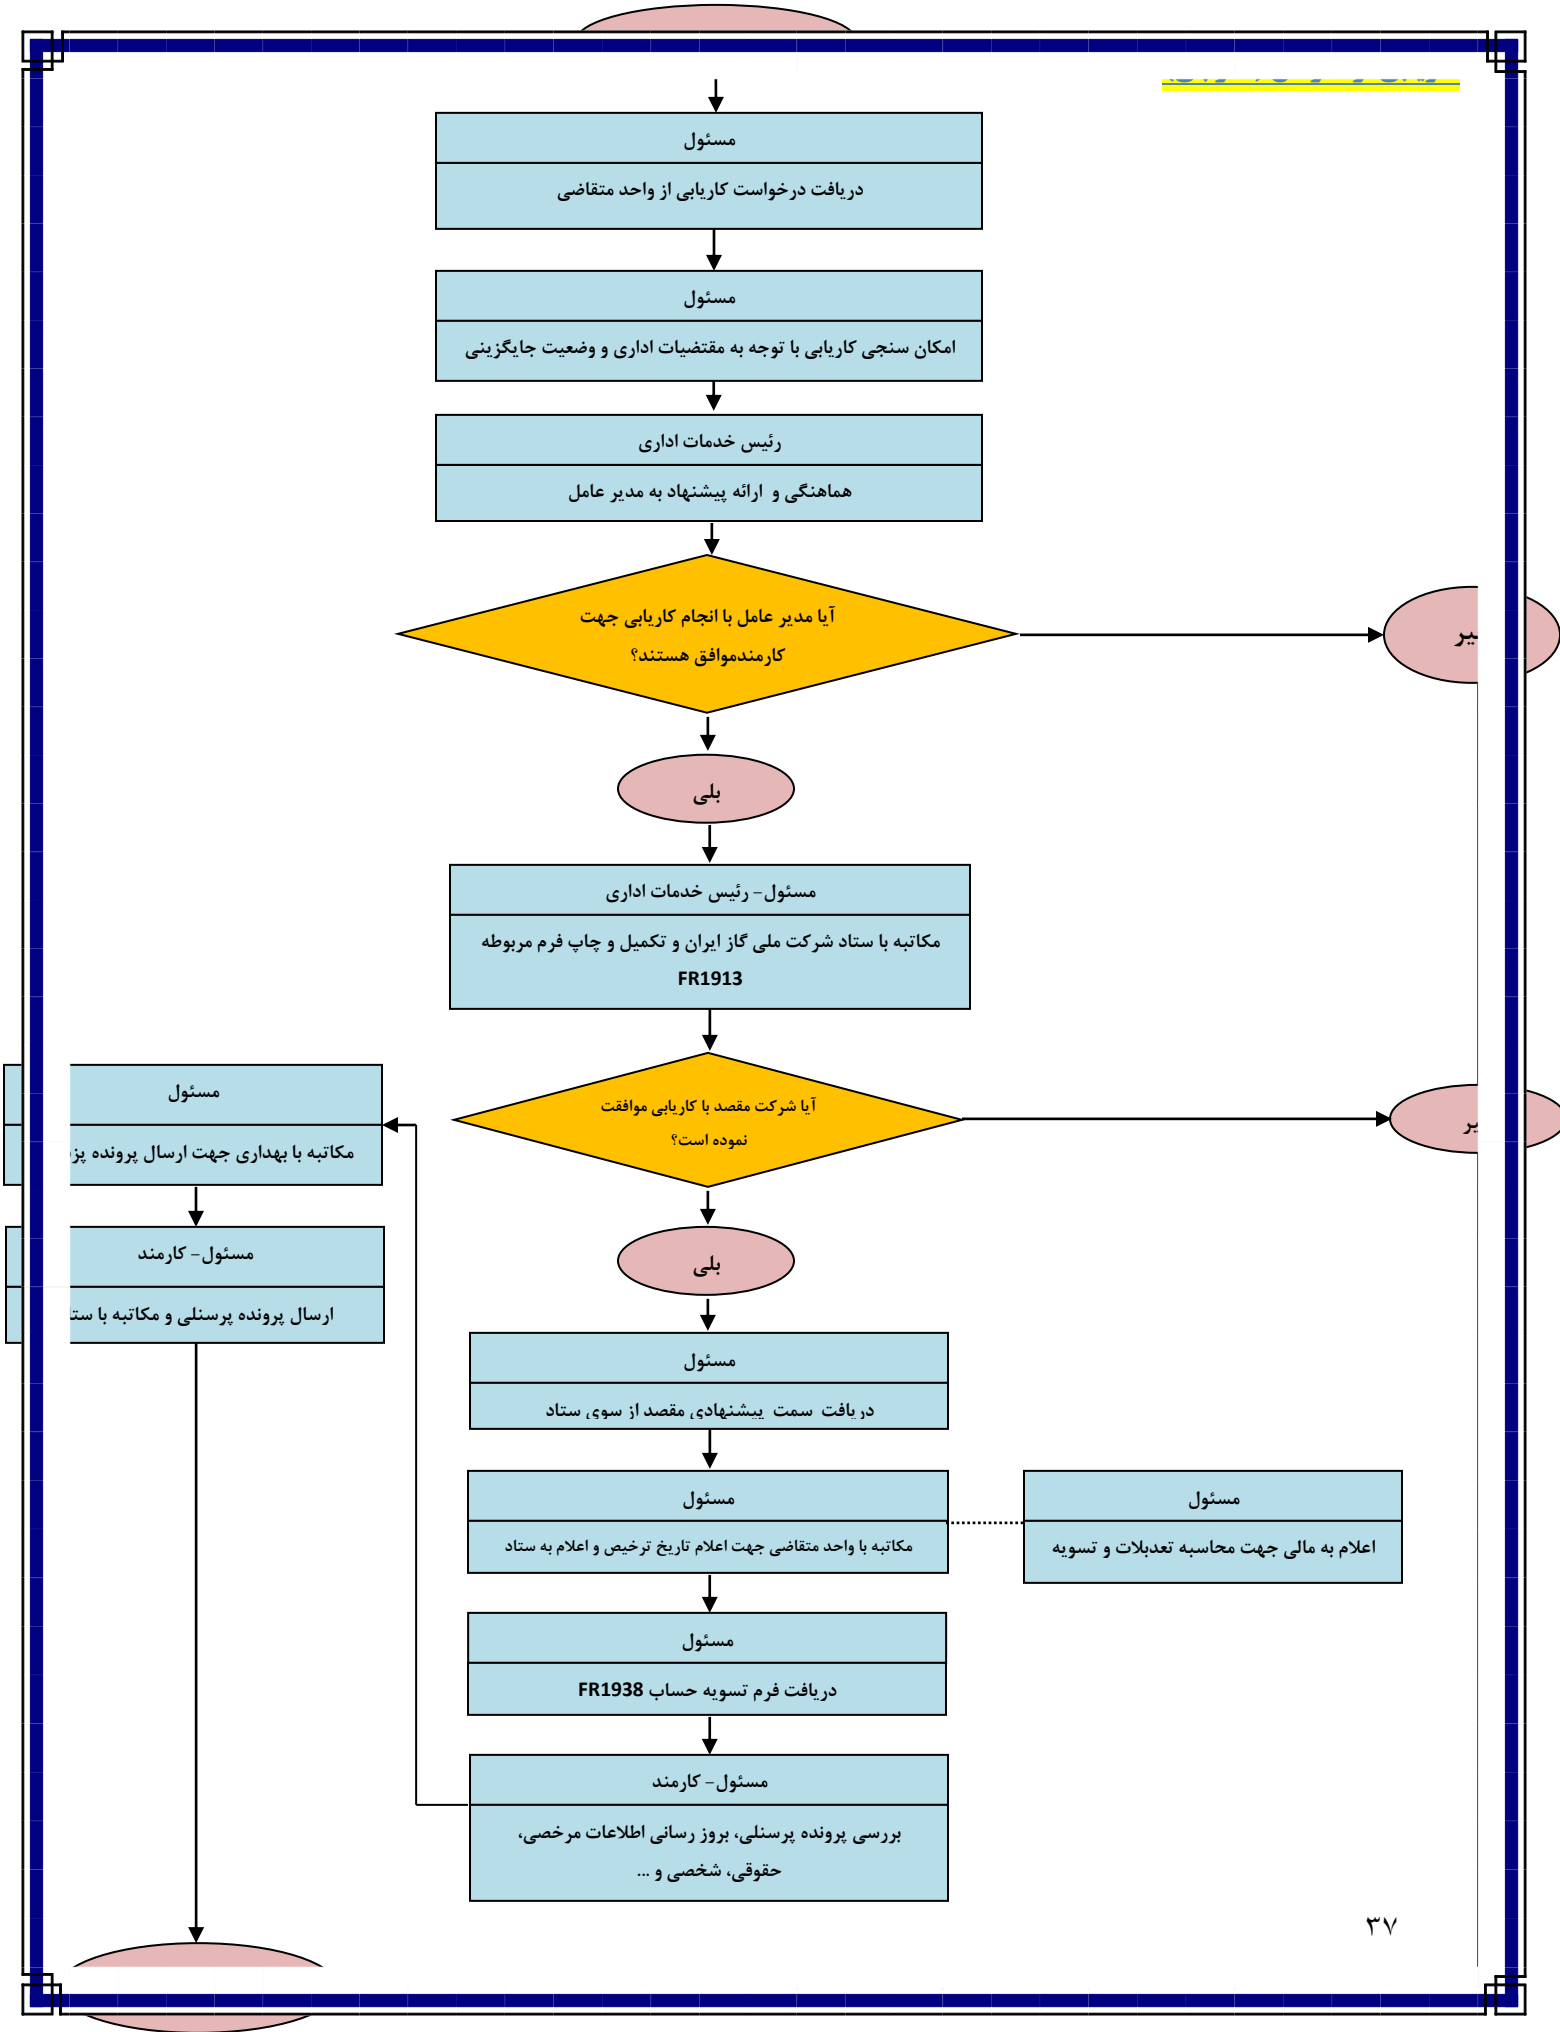 مسئول
دریافت درخواست کاریابی از واحد متقاضی
مسئول
امکان سنجی کاریابی با توجه به مقتضیات اداری و وضعیت جایگزینی
رئیس خدمات اداری
هماهنگی و ارائه پیشنهاد به مدیر عامل
آیا مدیر عامل با انجام کاریابی جهت
کارمندموافق هستند؟
بلی
مسئول- رئیس خدمات اداری
مکاتبه با ستاد شرکت ملی گاز ایران و تکمیل و چاپ فرم مربوطه
FR1913
آیا شرکت مقصد با کاریابی موافقت
نموده است؟
بلی
مسئول
دریافت سمت پیشنهادی مقصد از سوی ستاد
مسئول
مکاتبه با واحد متقاضی جهت اعلام تاریخ ترخیص و اعلام به ستاد
مسئول
اعلام به مالی جهت محاسبه تعدیلات و تسویه
مسئول
دریافت فرم تسویه حساب FR1938
مسئول- کارمند
بررسی پرونده پرسنلی، بروز رسانی اطلاعات مرخصی،
حقوقی، شخصی و ...
مسئول
مکاتبه با بهداری جهت ارسال پرونده
مسئول- کارمند
ارسال پرونده پرسنلی و مکاتبه با
۳۷